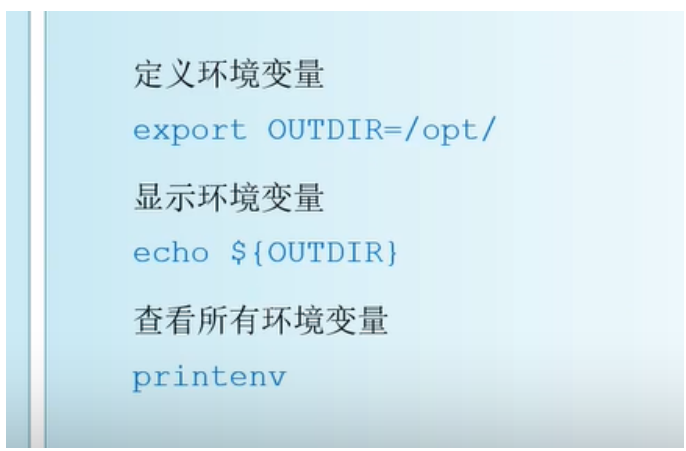 定义环境变量
export OUTDIR=/opt/
显示环境变量
echo ${OUTDIR}
查看所有环境变量
printenv